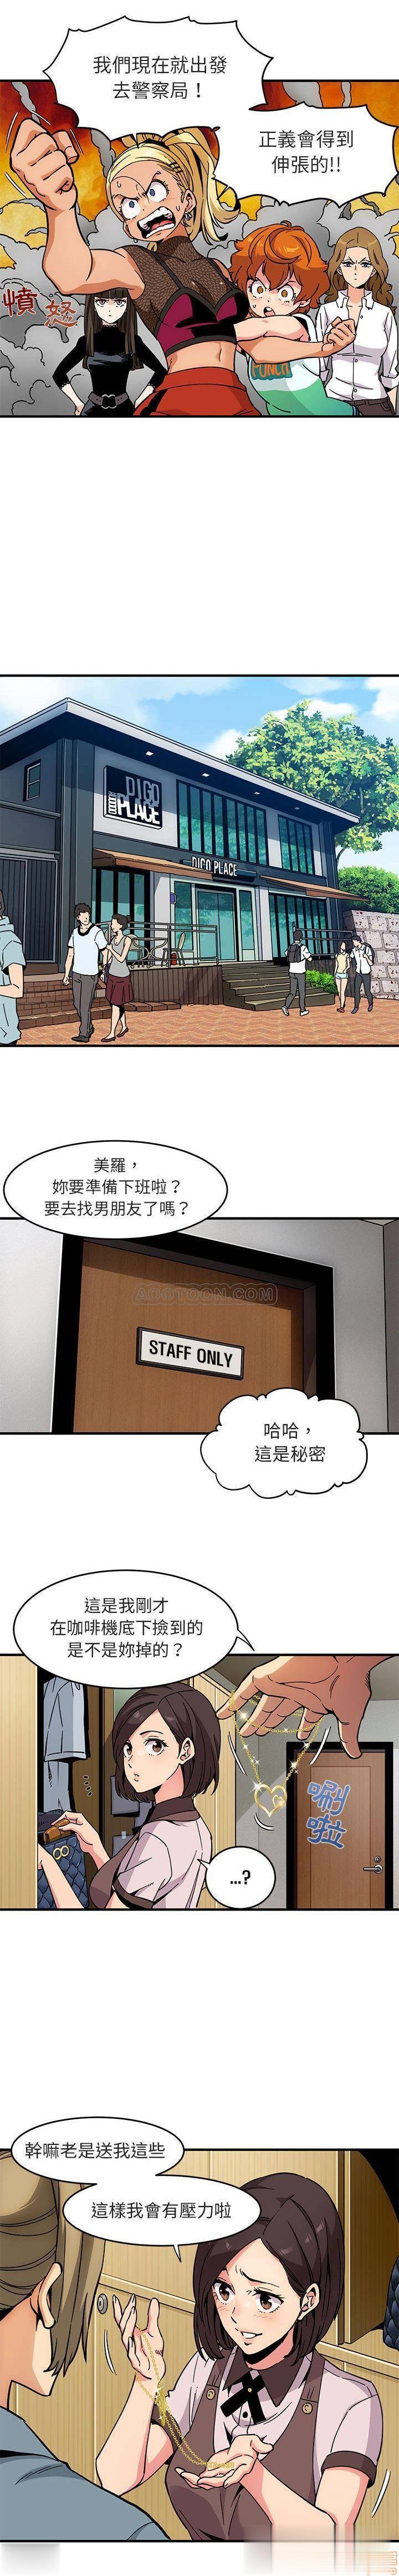 我們現在就出發
去警察局！
正義會得到
伸張的!!
憤怒
PUNCH
DICO
PLACE
DICO PLACE
美羅，
妳要準備下班啦？
要去找男朋友了嗎？
ADCTOON.COM
STAFF ONLY
哈哈，
這是秘密
這是我剛才
在咖啡機底下撿到的
是不是妳掉的？
唰啦
...?
幹嘛老是送我這些
這樣我會有壓力啦